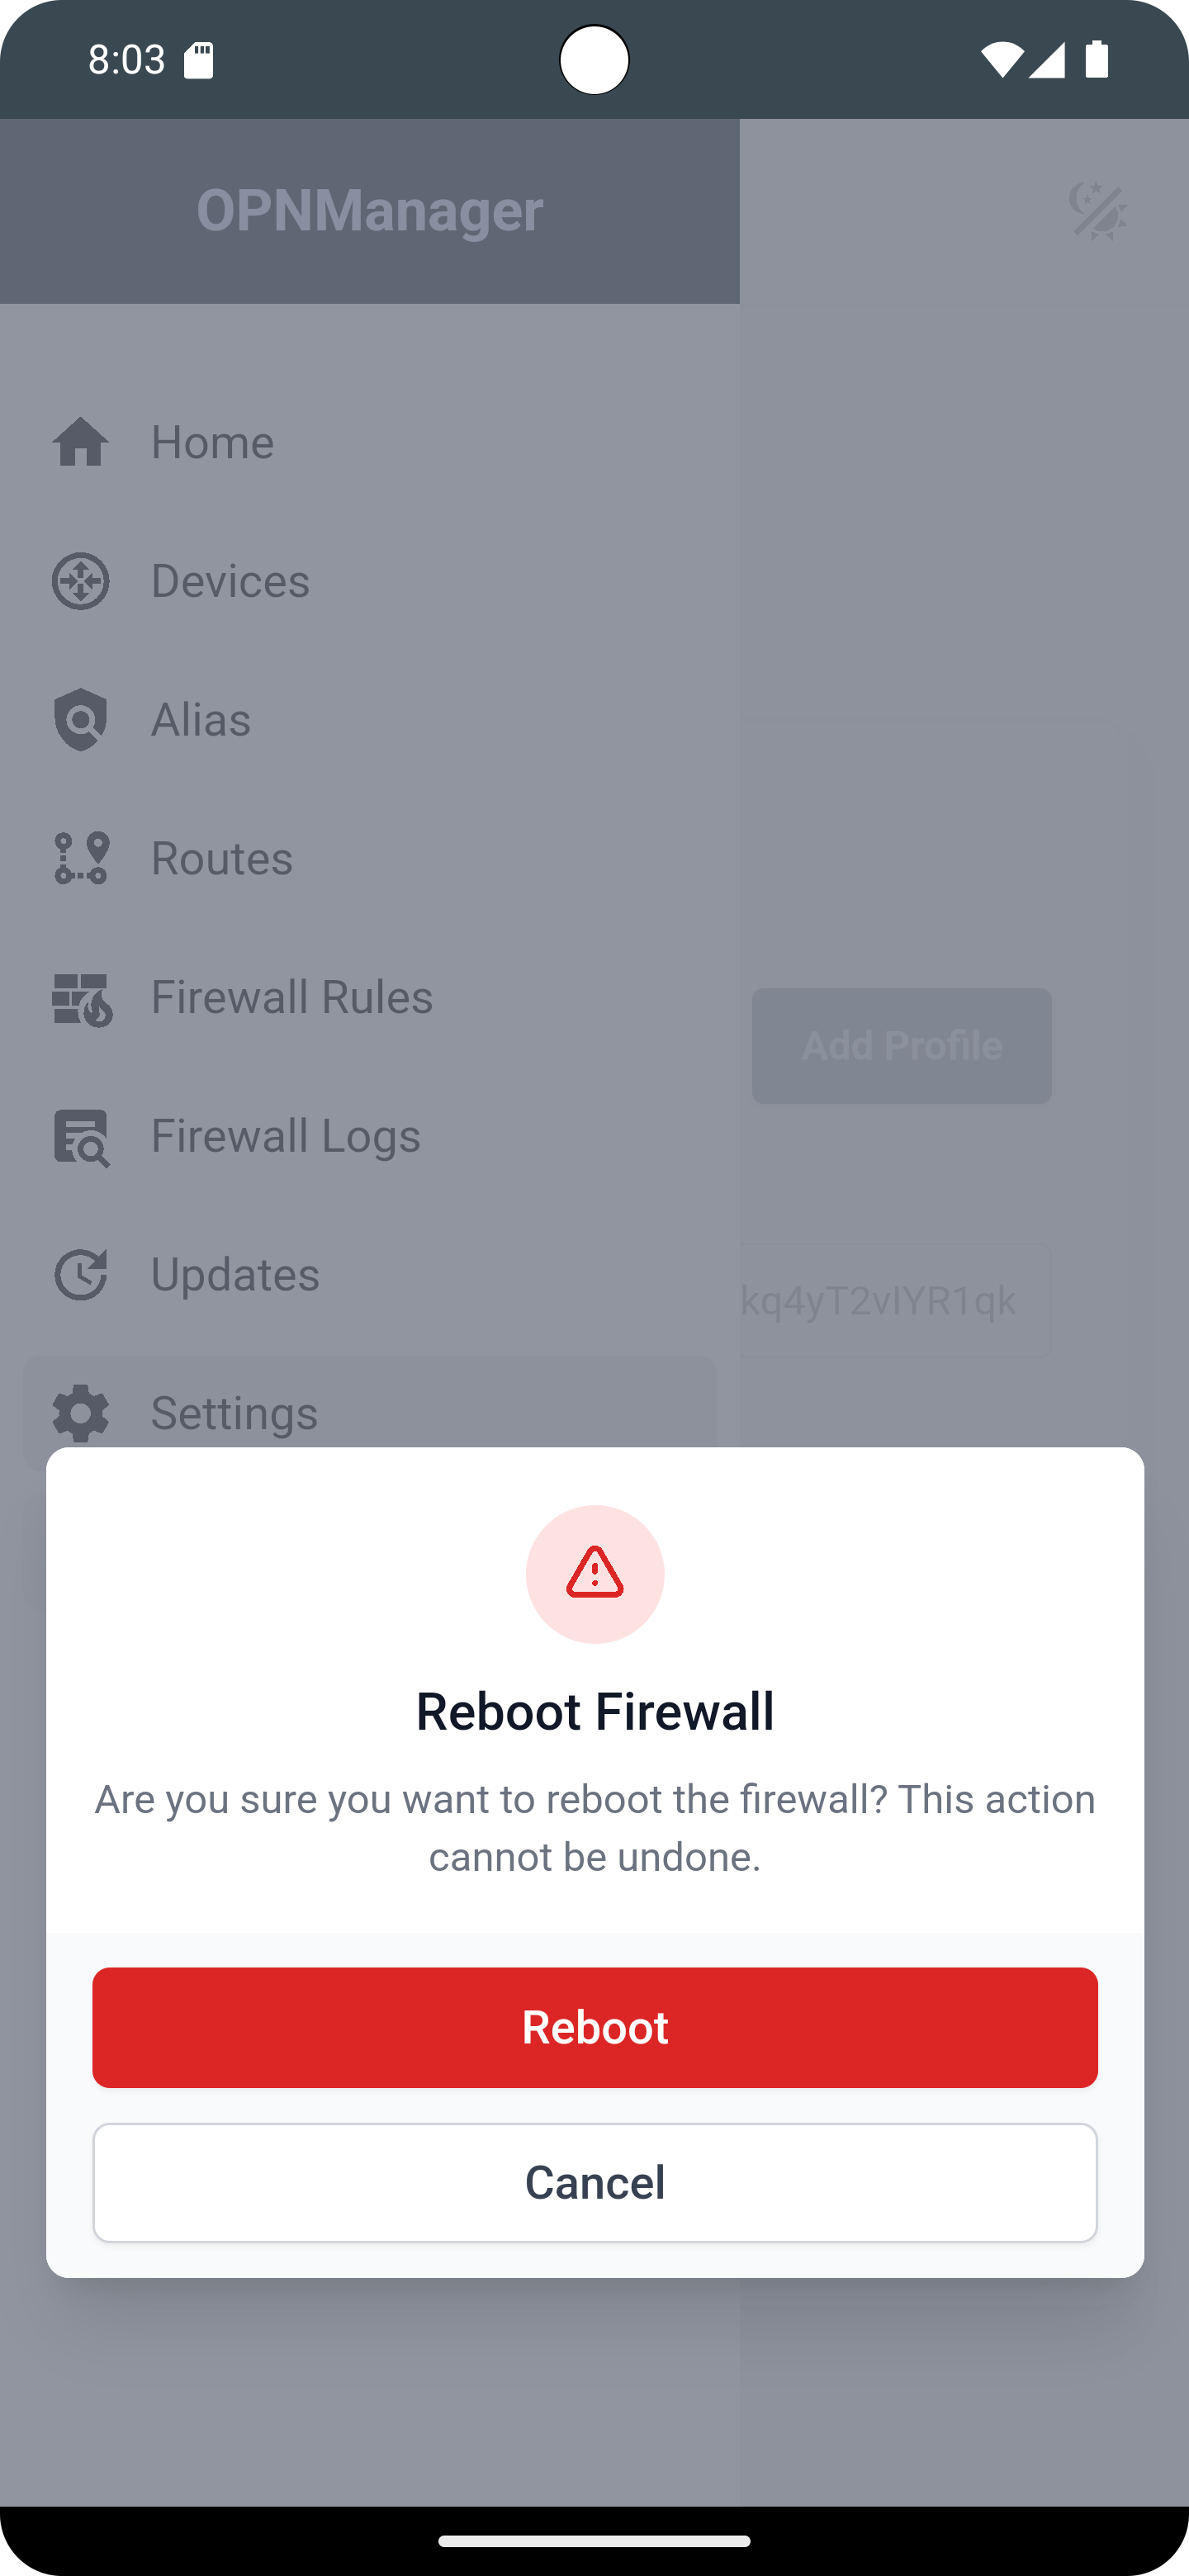 8:03
OPNManager
Home
Devices
Alias
Routes
Firewall Rules
Add Profile
Firewall Logs
Updates
kq4yT2vIYR1qk
Settings
Reboot Firewall
Are you sure you want to reboot the firewall? This action
cannot be undone.
Reboot
Cancel